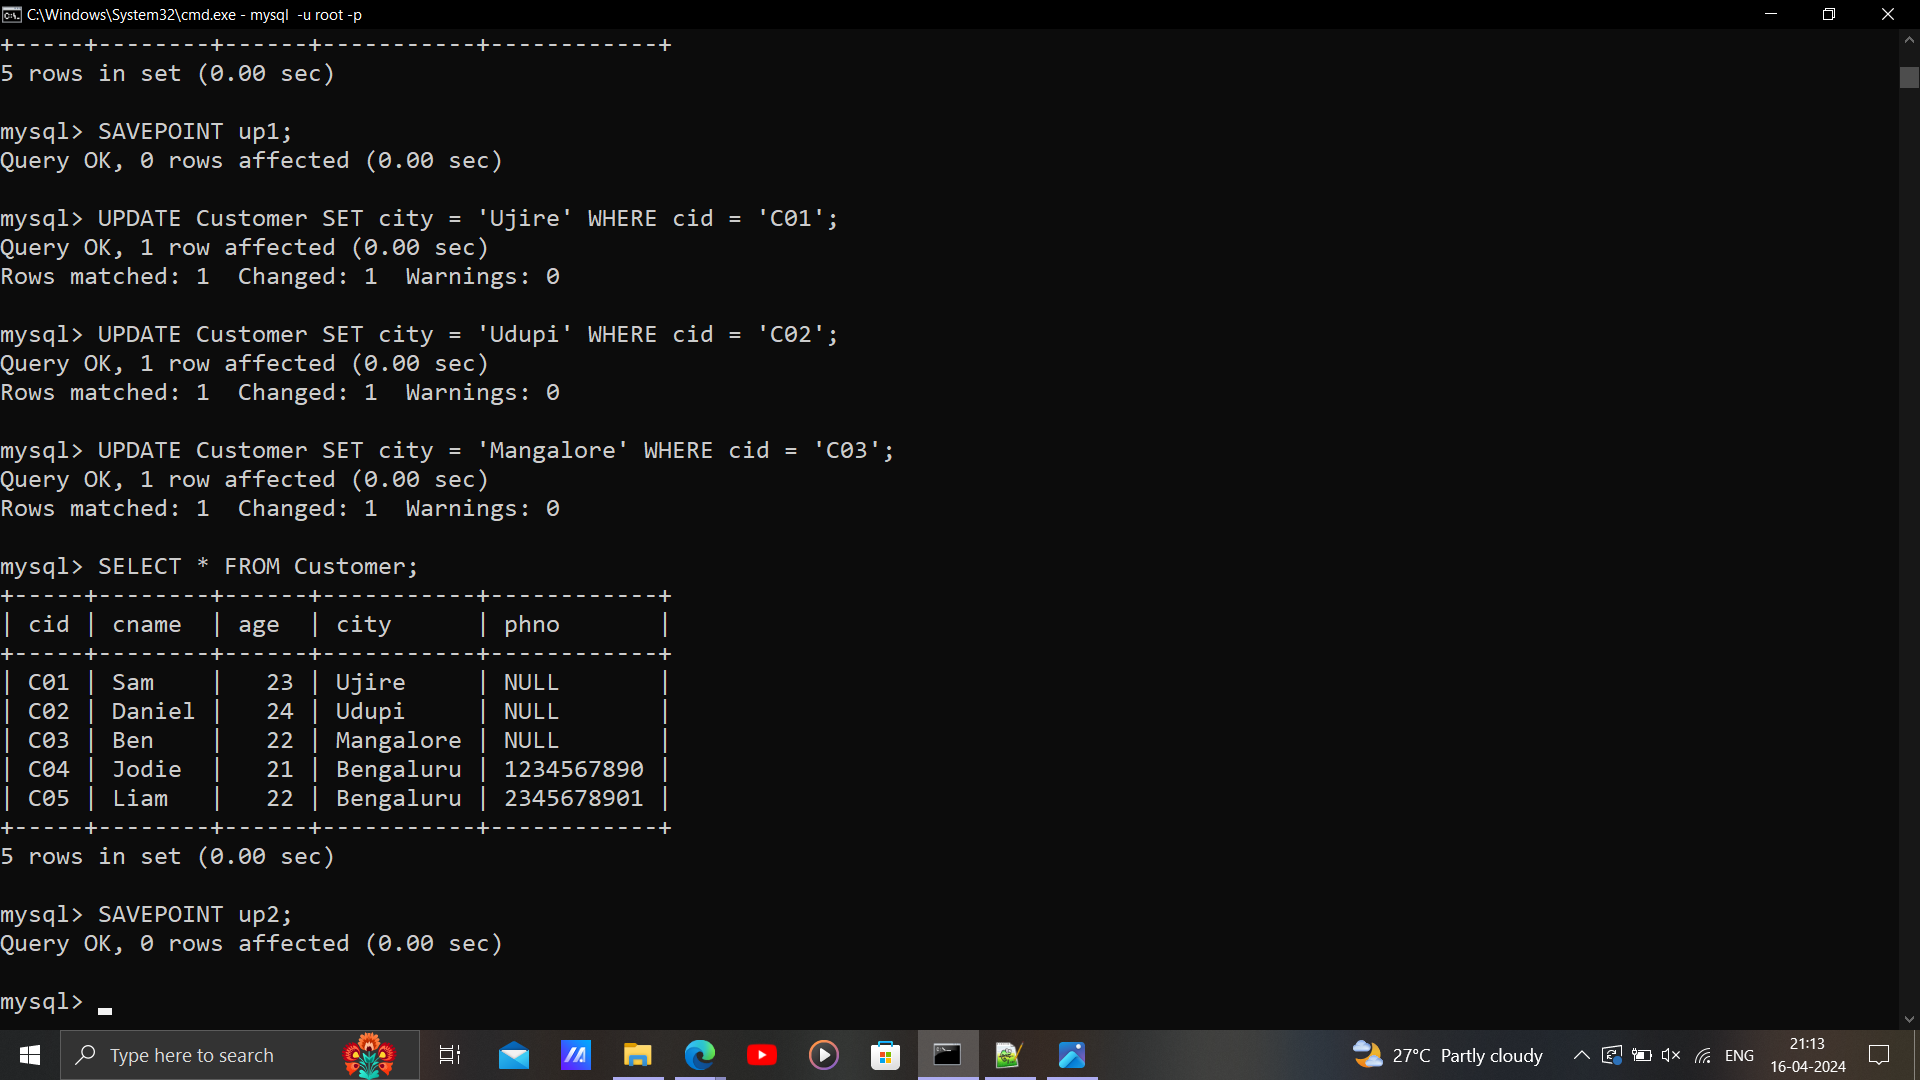 C:\Windows\System32\cmd.exe - mysql  -u root -p
+-----+--------+------+-----------+------------+
5 rows in set (0.00 sec)
mysql> SAVEPOINT up1;
Query OK, 0 rows affected (0.00 sec)
mysql> UPDATE Customer SET city = 'Ujire' WHERE cid = 'C01';
Query OK, 1 row affected (0.00 sec)
Rows matched: 1  Changed: 1  Warnings: 0
mysql> UPDATE Customer SET city = 'Udupi' WHERE cid = 'C02';
Query OK, 1 row affected (0.00 sec)
Rows matched: 1  Changed: 1  Warnings: 0
mysql> UPDATE Customer SET city = 'Mangalore' WHERE cid = 'C03';
Query OK, 1 row affected (0.00 sec)
Rows matched: 1  Changed: 1  Warnings: 0
mysql> SELECT * FROM Customer;
+-----+--------+------+-----------+------------+
| cid | cname  | age  | city      | phno       |
+-----+--------+------+-----------+------------+
| C01 | Sam    |   23 | Ujire     | NULL       |
| C02 | Daniel |   24 | Udupi     | NULL       |
| C03 | Ben    |   22 | Mangalore | NULL       |
| C04 | Jodie  |   21 | Bengaluru | 1234567890 |
| C05 | Liam   |   22 | Bengaluru | 2345678901 |
+-----+--------+------+-----------+------------+
5 rows in set (0.00 sec)
mysql> SAVEPOINT up2;
Query OK, 0 rows affected (0.00 sec)
mysql> _
Type here to search
27°C  Partly cloudy
ENG
21:13
16-04-2024